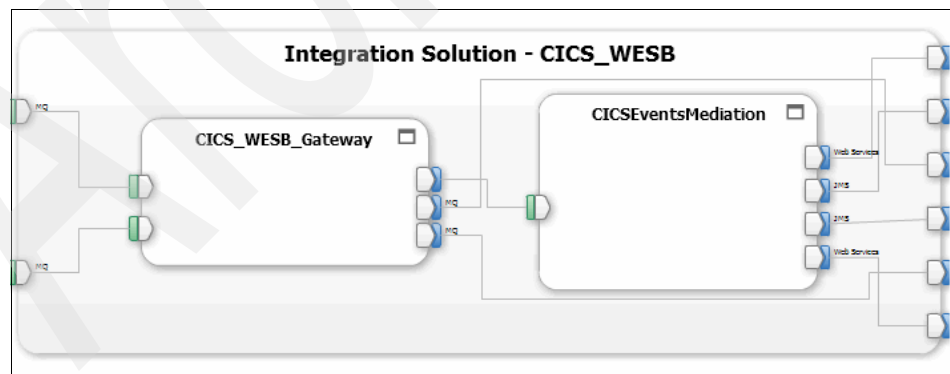 Integration Solution - CICS_WESB
MQ
CICS_WESB_Gateway
CICSEventsMediation
Web Services
JMS
MQ
JMS
MQ
Web Services
MQ